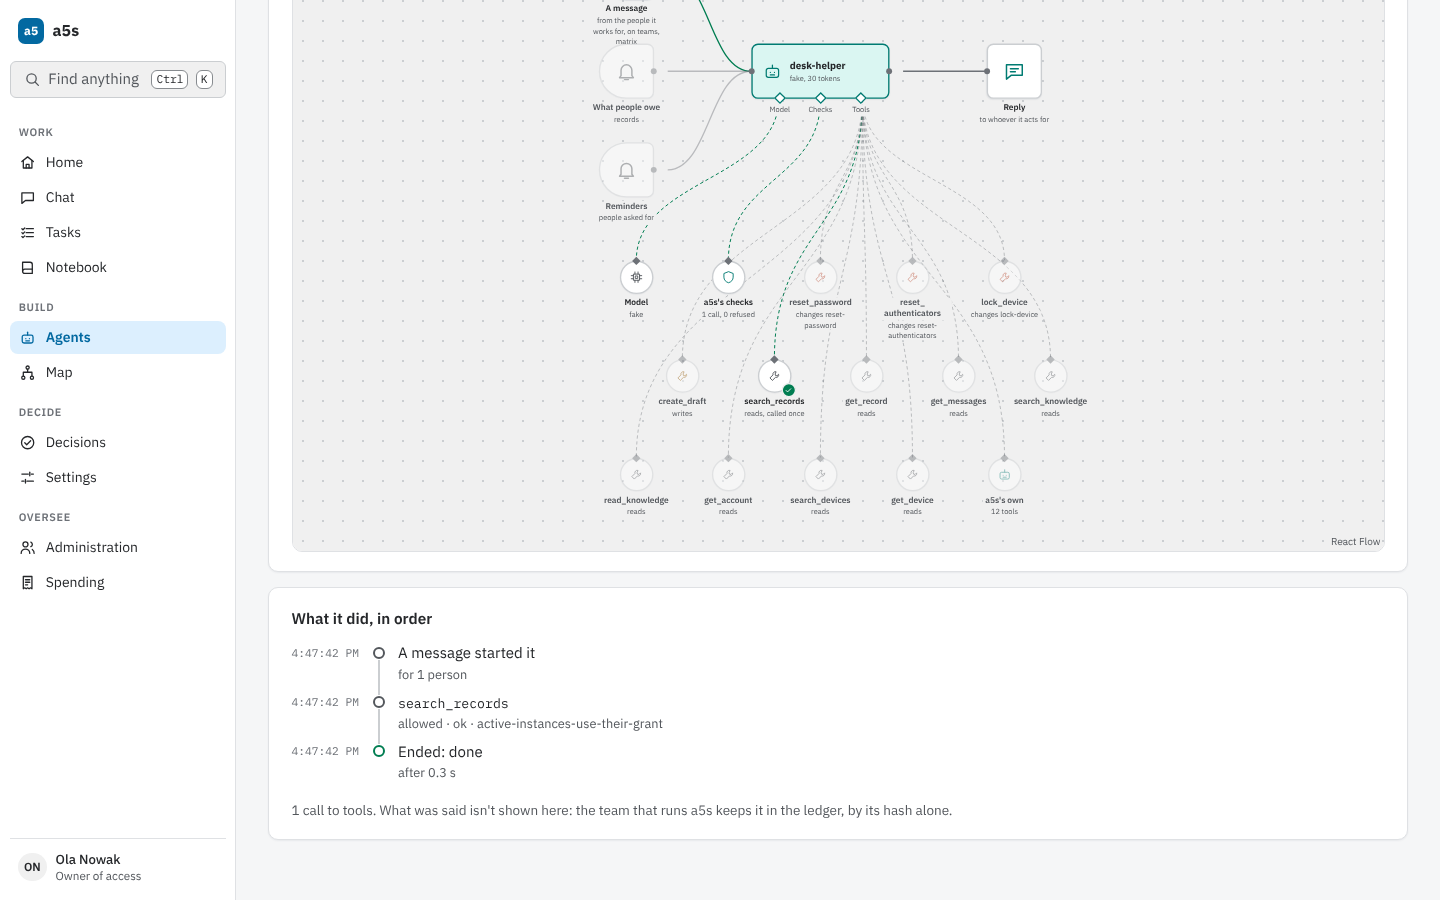 a5 a5s
Find anything Ctrl K
WORK
Home
Chat
Tasks
Notebook
BUILD
Agents
Map
DECIDE
Decisions
Settings
OVERSEE
Administration
Spending
ON
Ola Nowak
Owner of access
A message
from the people it
works for, on teams,
matrix
What people owe
records
Reminders
people asked for
desk-helper
fake, 30 tokens
Model Checks Tools
Reply
to whoever it acts for
Model
fake
a5s's checks
1 call, 0 refused
reset_password
changes reset-
password
reset_
authenticators
changes reset-
authenticators
lock_device
changes lock-device
create_draft
writes
search_records
reads, called once
get_record
reads
get_messages
reads
search_knowledge
reads
read_knowledge
reads
get_account
reads
search_devices
reads
get_device
reads
a5s's own
12 tools
React Flow
What it did, in order
4:47:42 PM A message started it
for 1 person
4:47:42 PM search_records
allowed · ok · active-instances-use-their-grant
4:47:42 PM Ended: done
after 0.3 s
1 call to tools. What was said isn't shown here: the team that runs a5s keeps it in the ledger, by its hash alone.